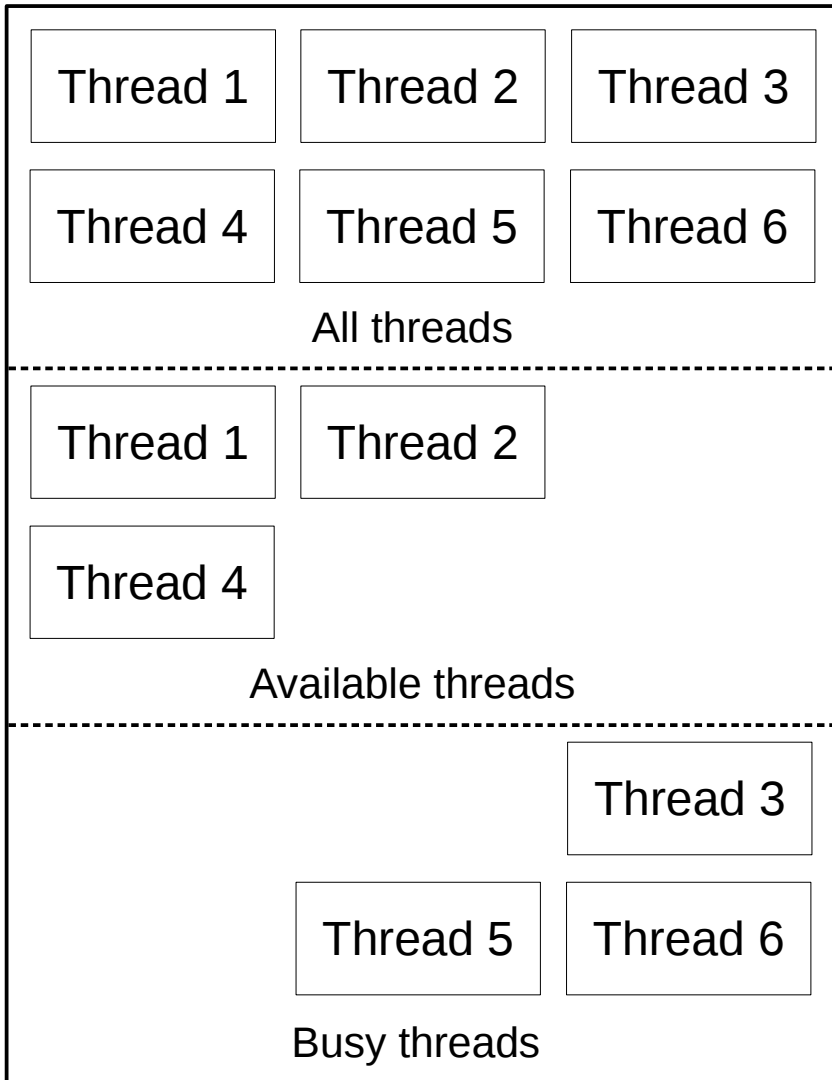 Thread 1 Thread 2 Thread 3
Thread 4 Thread 5 Thread 6
All threads
Thread 1 Thread 2
Thread 4
Available threads
Thread 3
Thread 5 Thread 6
Busy threads